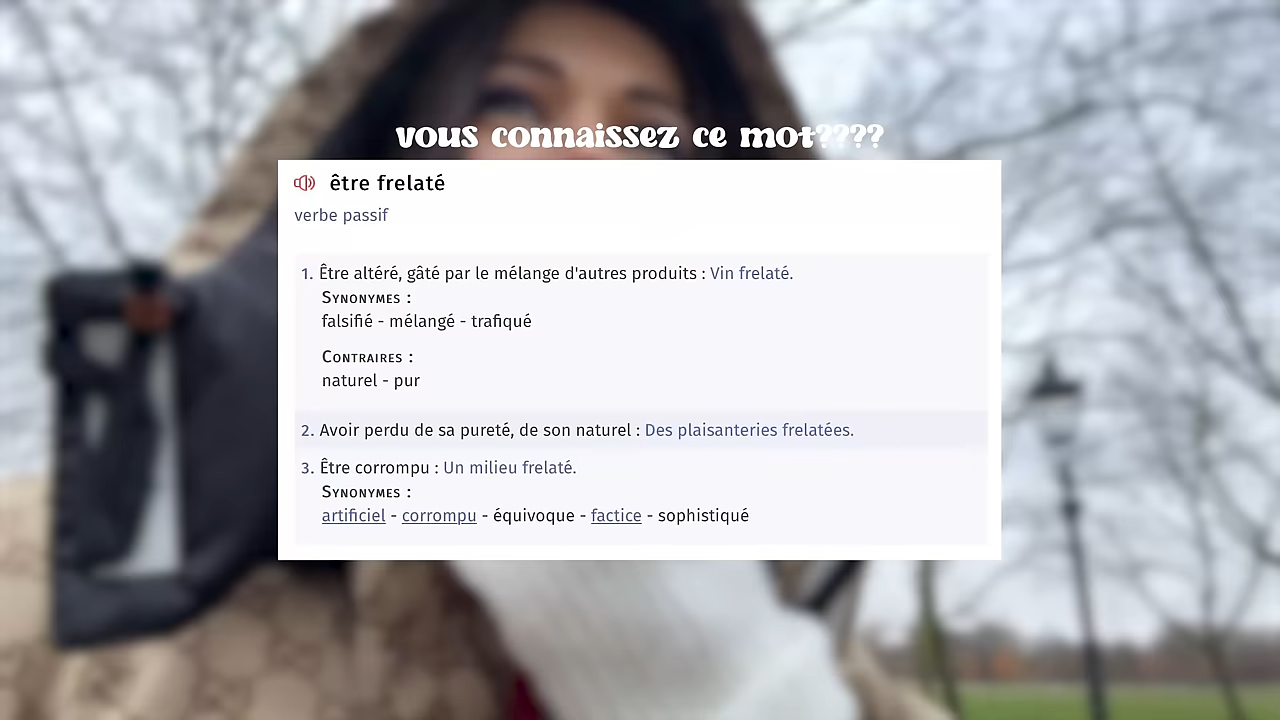 vous connaissez ce mot????
être frelaté
verbe passif
1. Être altéré, gâté par le mélange d'autres produits : Vin frelaté.
Synonymes :
falsifié - mélangé - trafiqué
Contraires :
naturel - pur
2. Avoir perdu de sa pureté, de son naturel : Des plaisanteries frelatées.
3. Être corrompu : Un milieu frelaté.
Synonymes :
artificiel - corrompu - équivoque - factice - sophistiqué